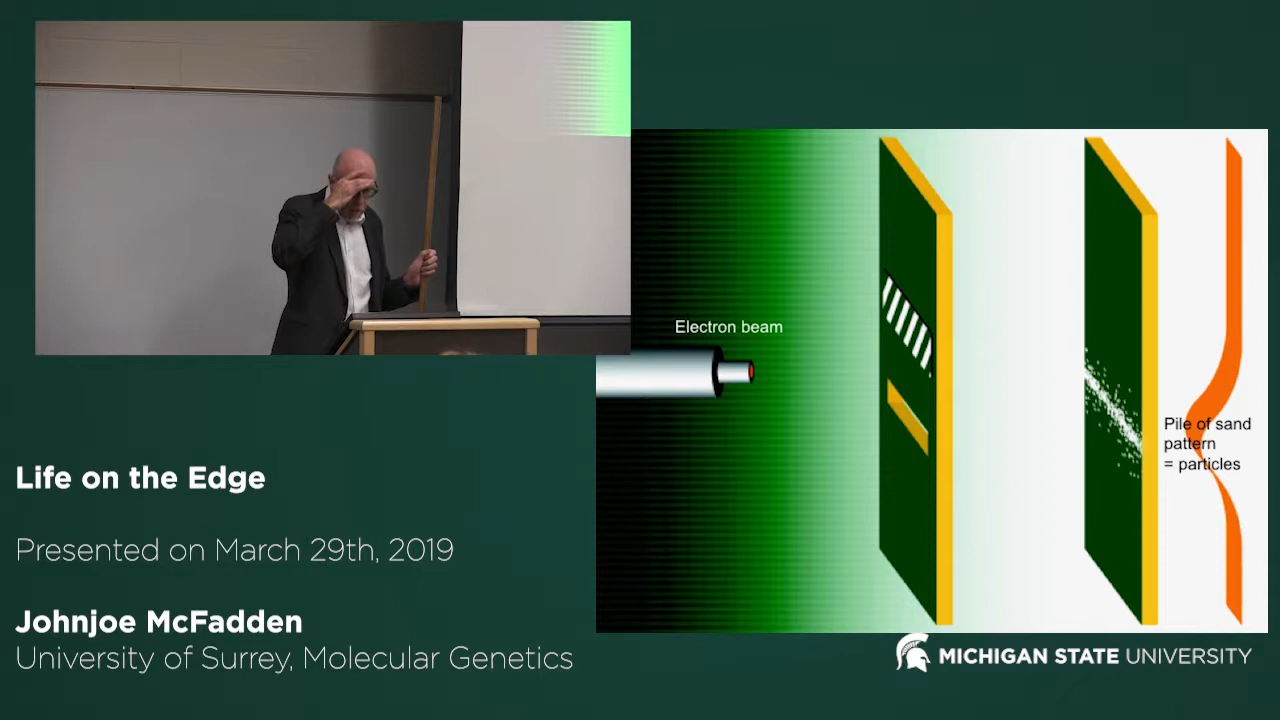 Electron beam
Pile of sand
pattern
= particles
Life on the Edge
Presented on March 29th, 2019
Johnjoe McFadden
University of Surrey, Molecular Genetics
MICHIGAN STATE UNIVERSITY